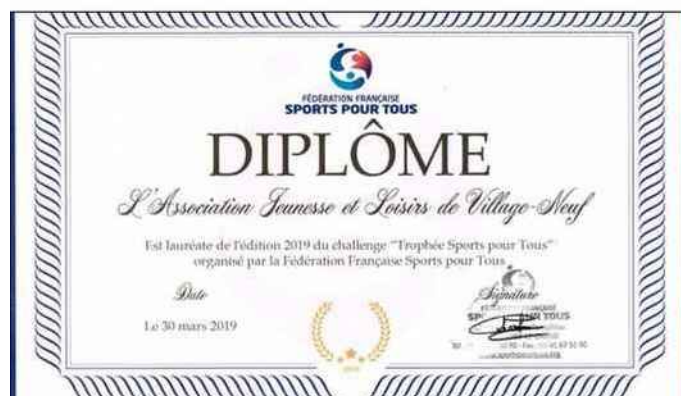 FÉDÉRATION FRANÇAISE
SPORTS POUR TOUS
DIPLÔME
L'Association Jeunesse et Loisirs de Village-Neuf
Est lauréate de l'édition 2019 du challenge "Trophée Sports pour Tous"
organisé par la Fédération Française Sports pour Tous
Date
Signature
Le 30 mars 2019
SPORTS POUR TOUS